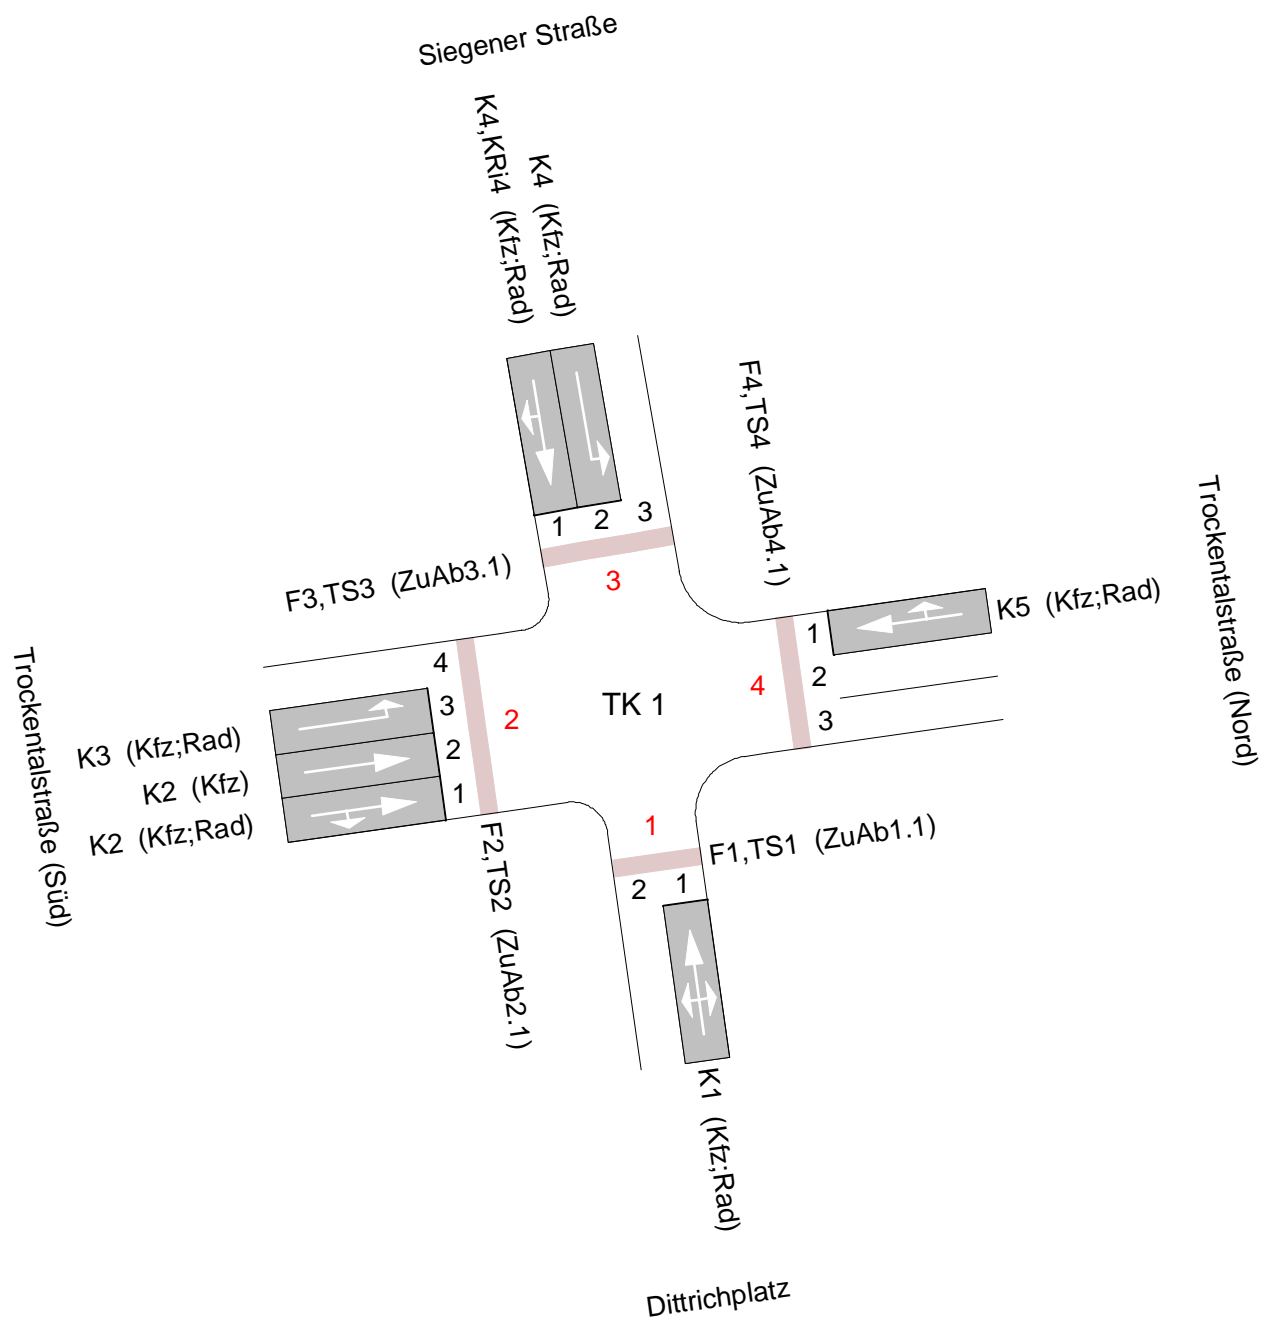 Siegener Straße
K4,KRi4 (Kfz;Rad)
K4 (Kfz;Rad)
F4,TS4 (ZuAb4.1)
Trockentalstraße (Nord)
1 2 3
3
F3,TS3 (ZuAb3.1)
K5 (Kfz;Rad)
1
2
3
4
TK 1
Trockentalstraße (Süd)
4
3
2
1
2
K3 (Kfz;Rad)
K2 (Kfz)
K2 (Kfz;Rad)
F2,TS2 (ZuAb2.1)
1
F1,TS1 (ZuAb1.1)
2 1
K1 (Kfz;Rad)
Dittrichplatz